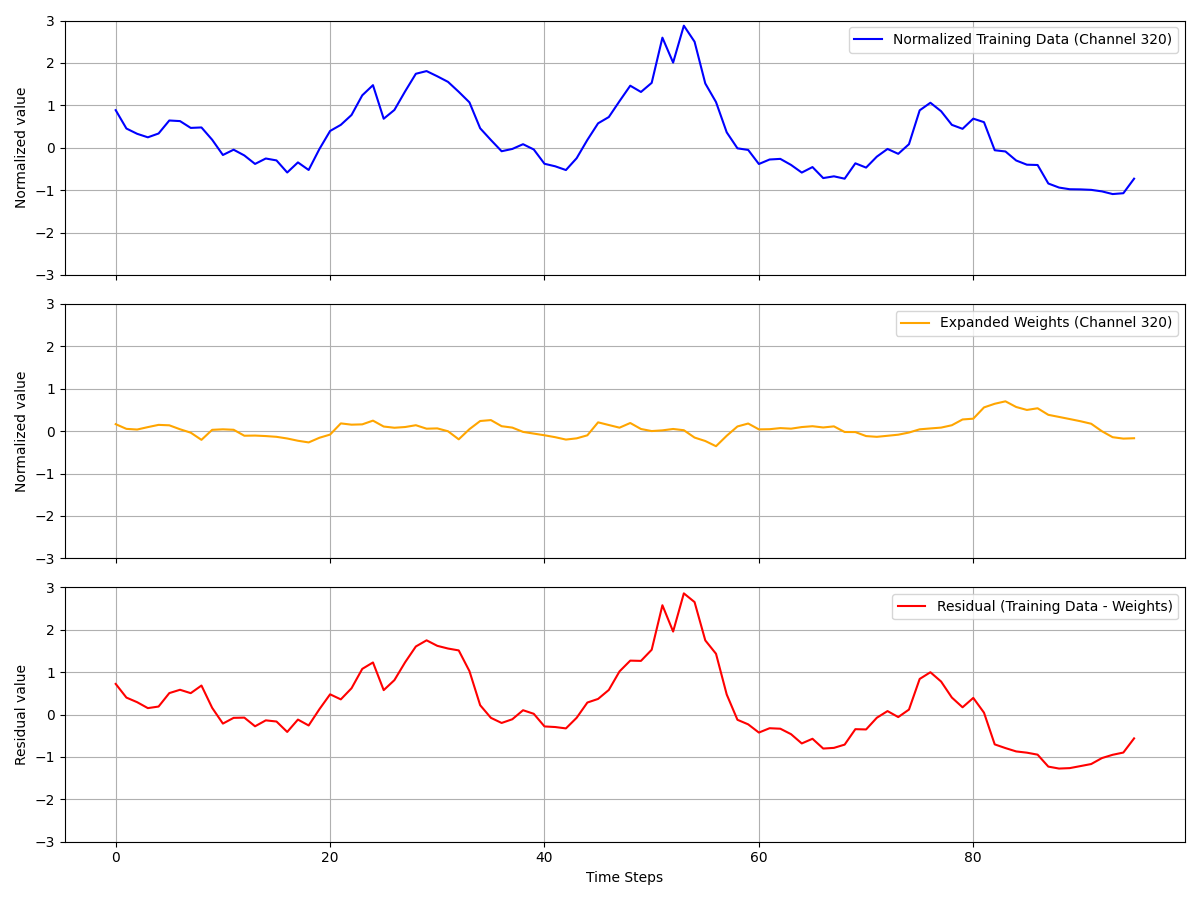 Normalized Training Data (Channel 320)
Normalized value
3
2
1
0
−1
−2
−3
Expanded Weights (Channel 320)
Normalized value
3
2
1
0
−1
−2
−3
Residual (Training Data - Weights)
Residual value
3
2
1
0
−1
−2
−3
0 20 40 60 80
Time Steps